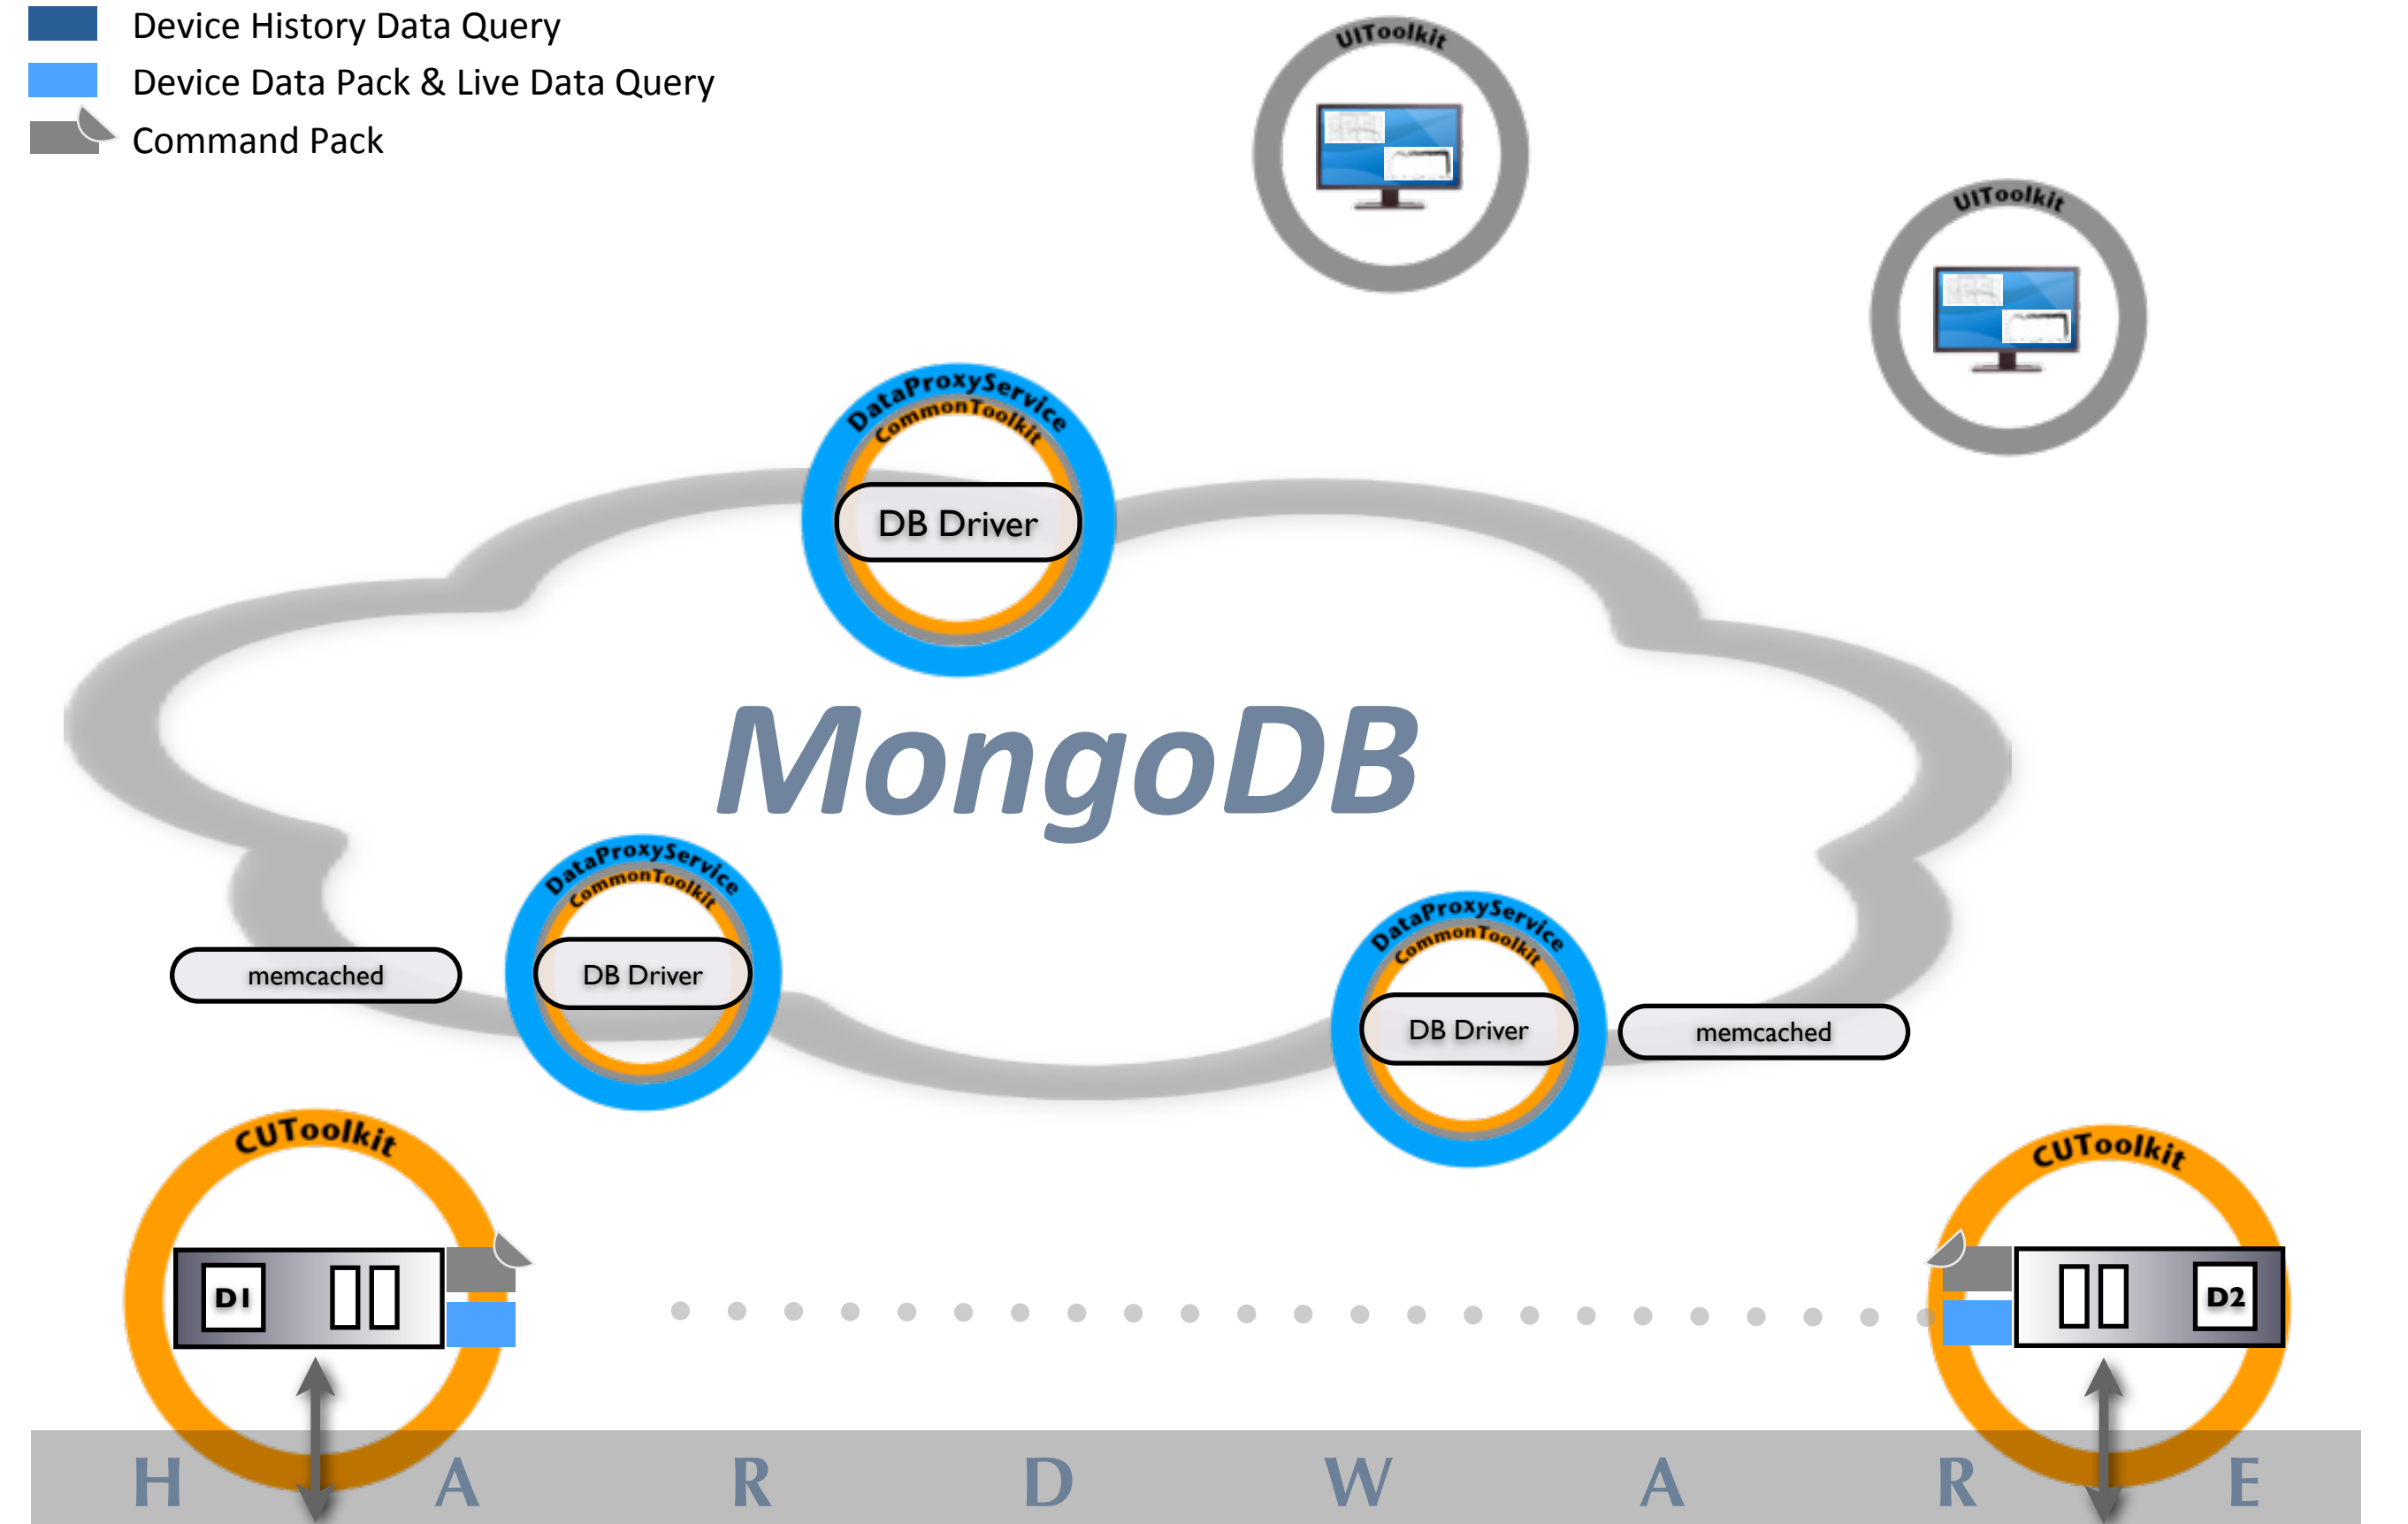 Device History Data Query
Device Data Pack & Live Data Query
Command Pack
UIToolkit
UIToolkit
DataProxyService
CommonToolkit
DB Driver
MongoDB
DataProxyService
CommonToolkit
DB Driver
memcached
DataProxyService
CommonToolkit
DB Driver
memcached
CUToolkit
D1
CUToolkit
D2
H A R D W A R E